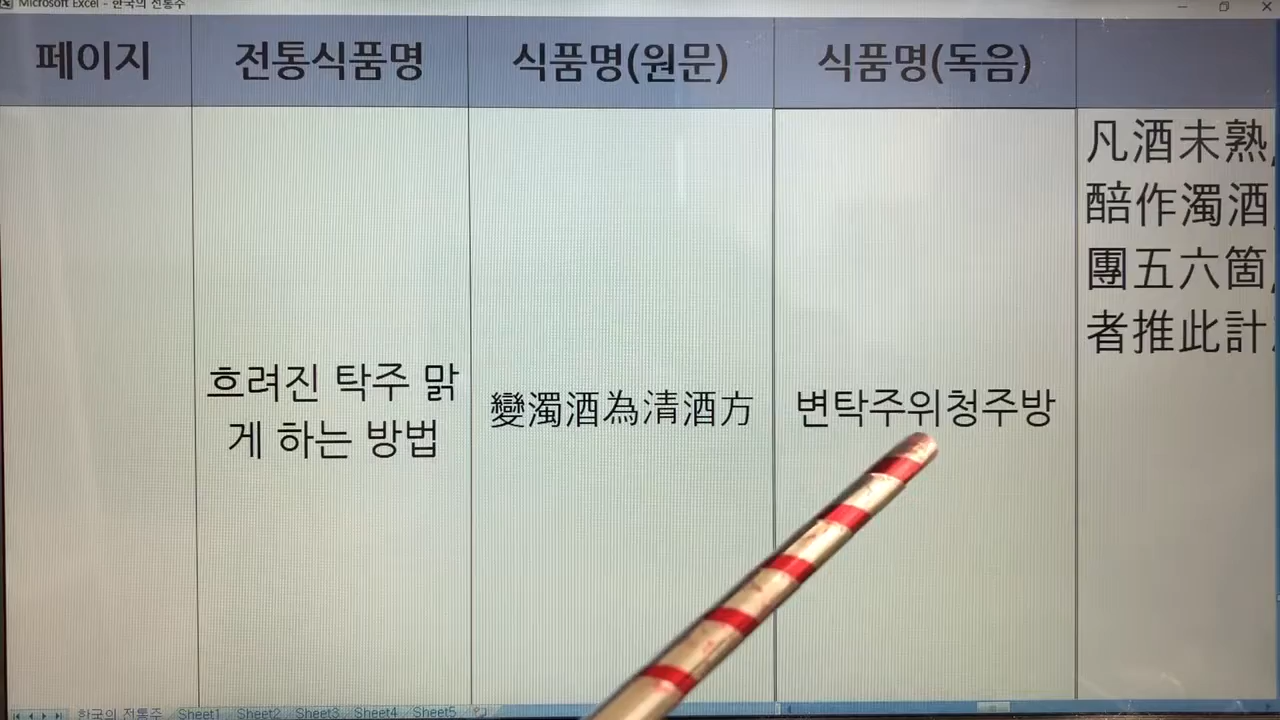 Microsoft Excel - 한국의 전통주
페이지 전통식품명 식품명(원문) 식품명(독음)
흐려진 탁주 맑
게 하는 방법
變濁酒為清酒方
변탁주위청주방
凡酒未熟
醅作濁酒
團五六箇
者推此計
한국의 전통주 Sheet1 Sheet2 Sheet3 Sheet4 Sheet5